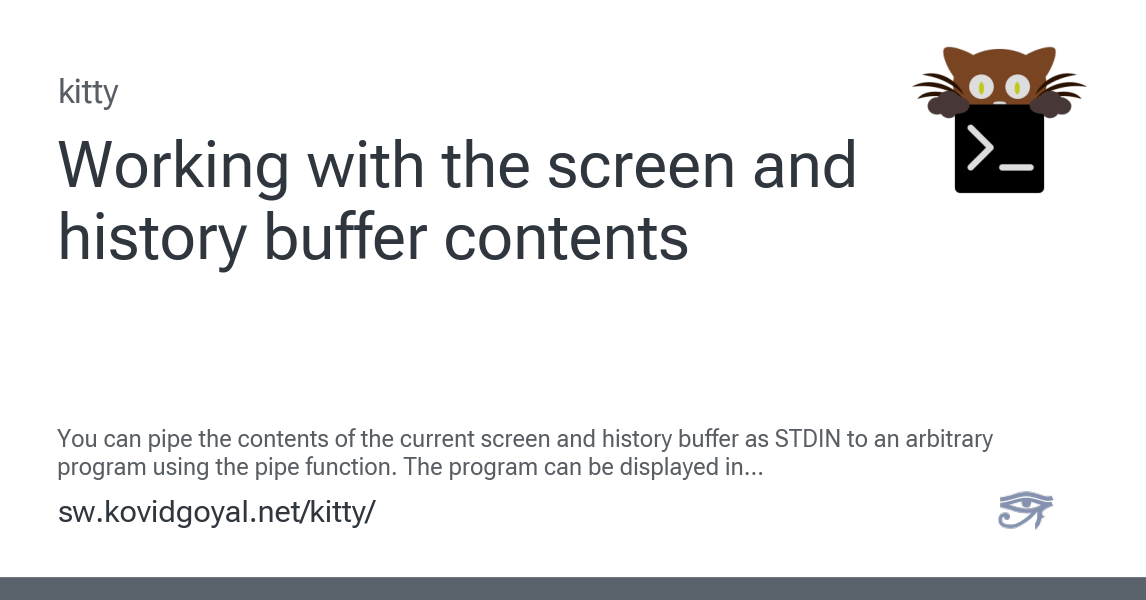 kitty
Working with the screen and
history buffer contents
>_
You can pipe the contents of the current screen and history buffer as STDIN to an arbitrary
program using the pipe function. The program can be displayed in...
sw.kovidgoyal.net/kitty/